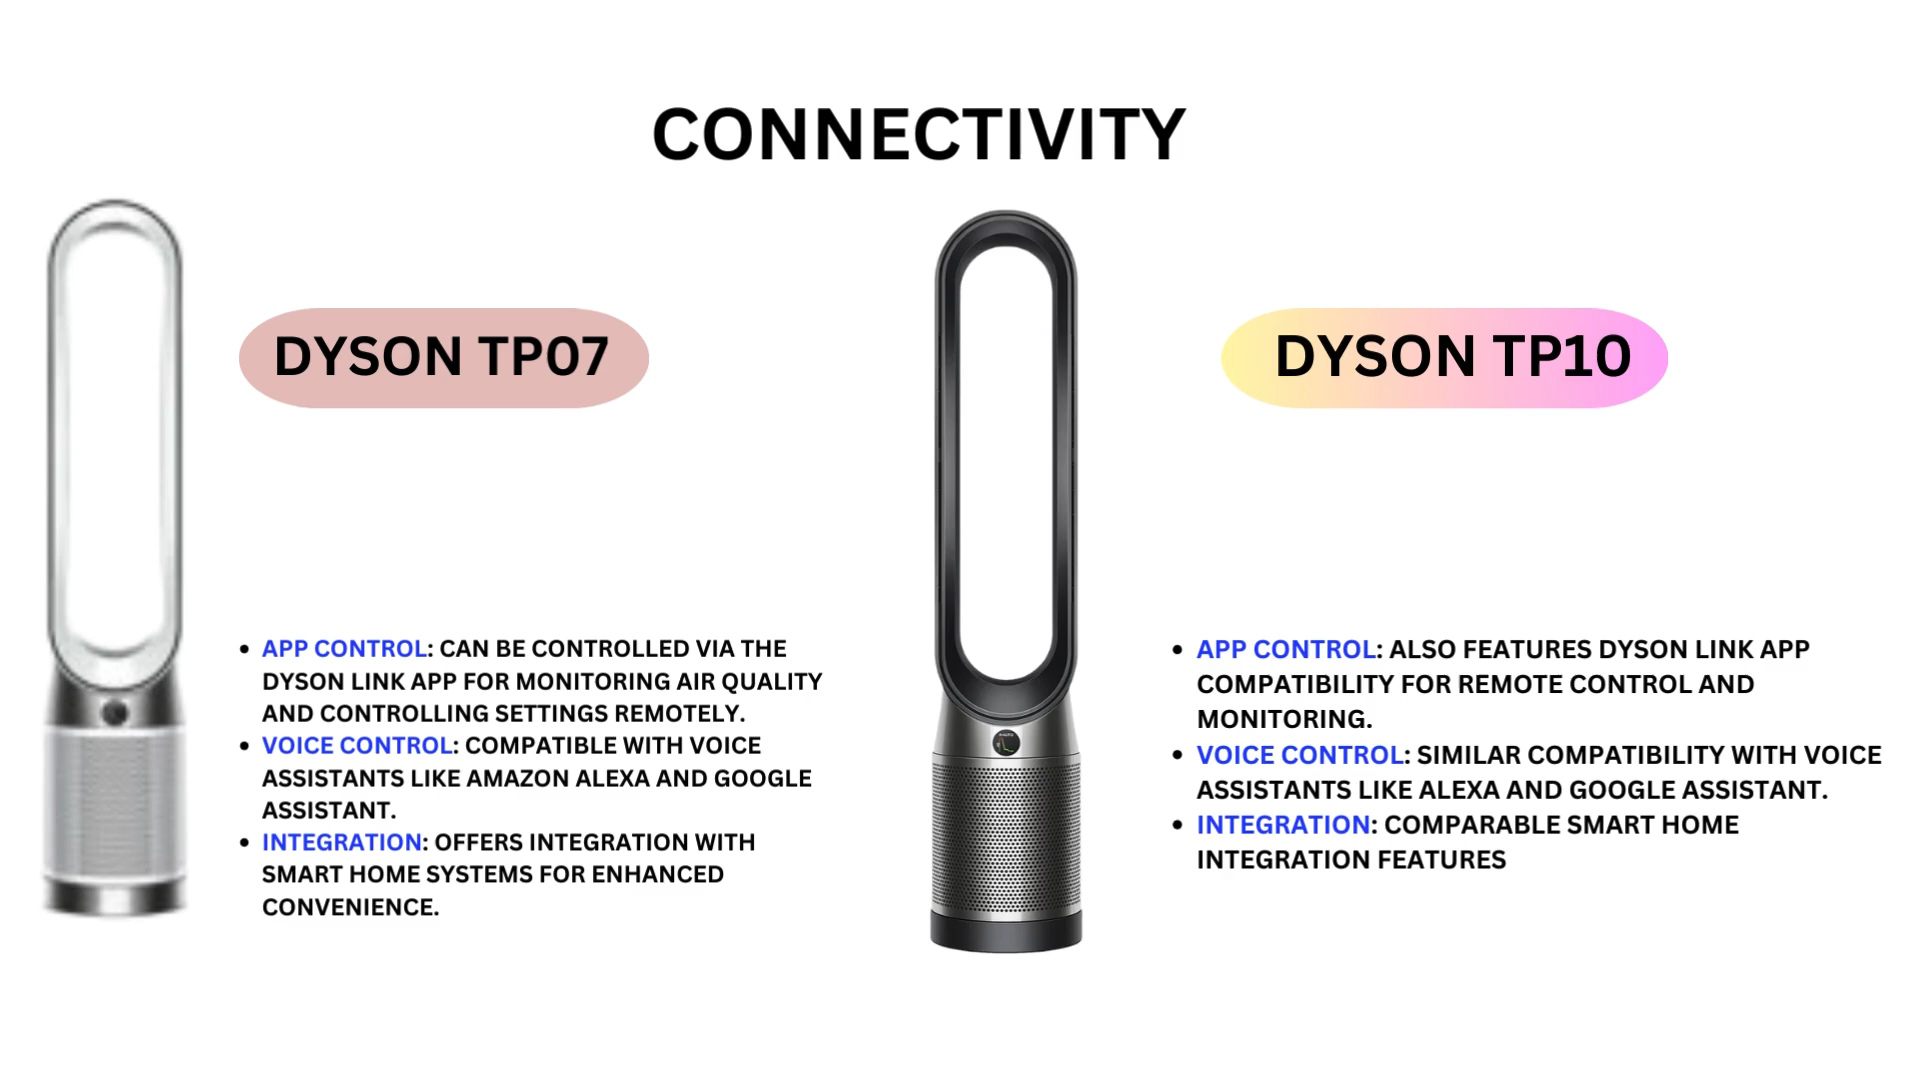 CONNECTIVITY
DYSON TP07
• APP CONTROL: CAN BE CONTROLLED VIA THE
DYSON LINK APP FOR MONITORING AIR QUALITY
AND CONTROLLING SETTINGS REMOTELY.
• VOICE CONTROL: COMPATIBLE WITH VOICE
ASSISTANTS LIKE AMAZON ALEXA AND GOOGLE
ASSISTANT.
• INTEGRATION: OFFERS INTEGRATION WITH
SMART HOME SYSTEMS FOR ENHANCED
CONVENIENCE.
DYSON TP10
• APP CONTROL: ALSO FEATURES DYSON LINK APP
COMPATIBILITY FOR REMOTE CONTROL AND
MONITORING.
• VOICE CONTROL: SIMILAR COMPATIBILITY WITH VOICE
ASSISTANTS LIKE ALEXA AND GOOGLE ASSISTANT.
• INTEGRATION: COMPARABLE SMART HOME
INTEGRATION FEATURES